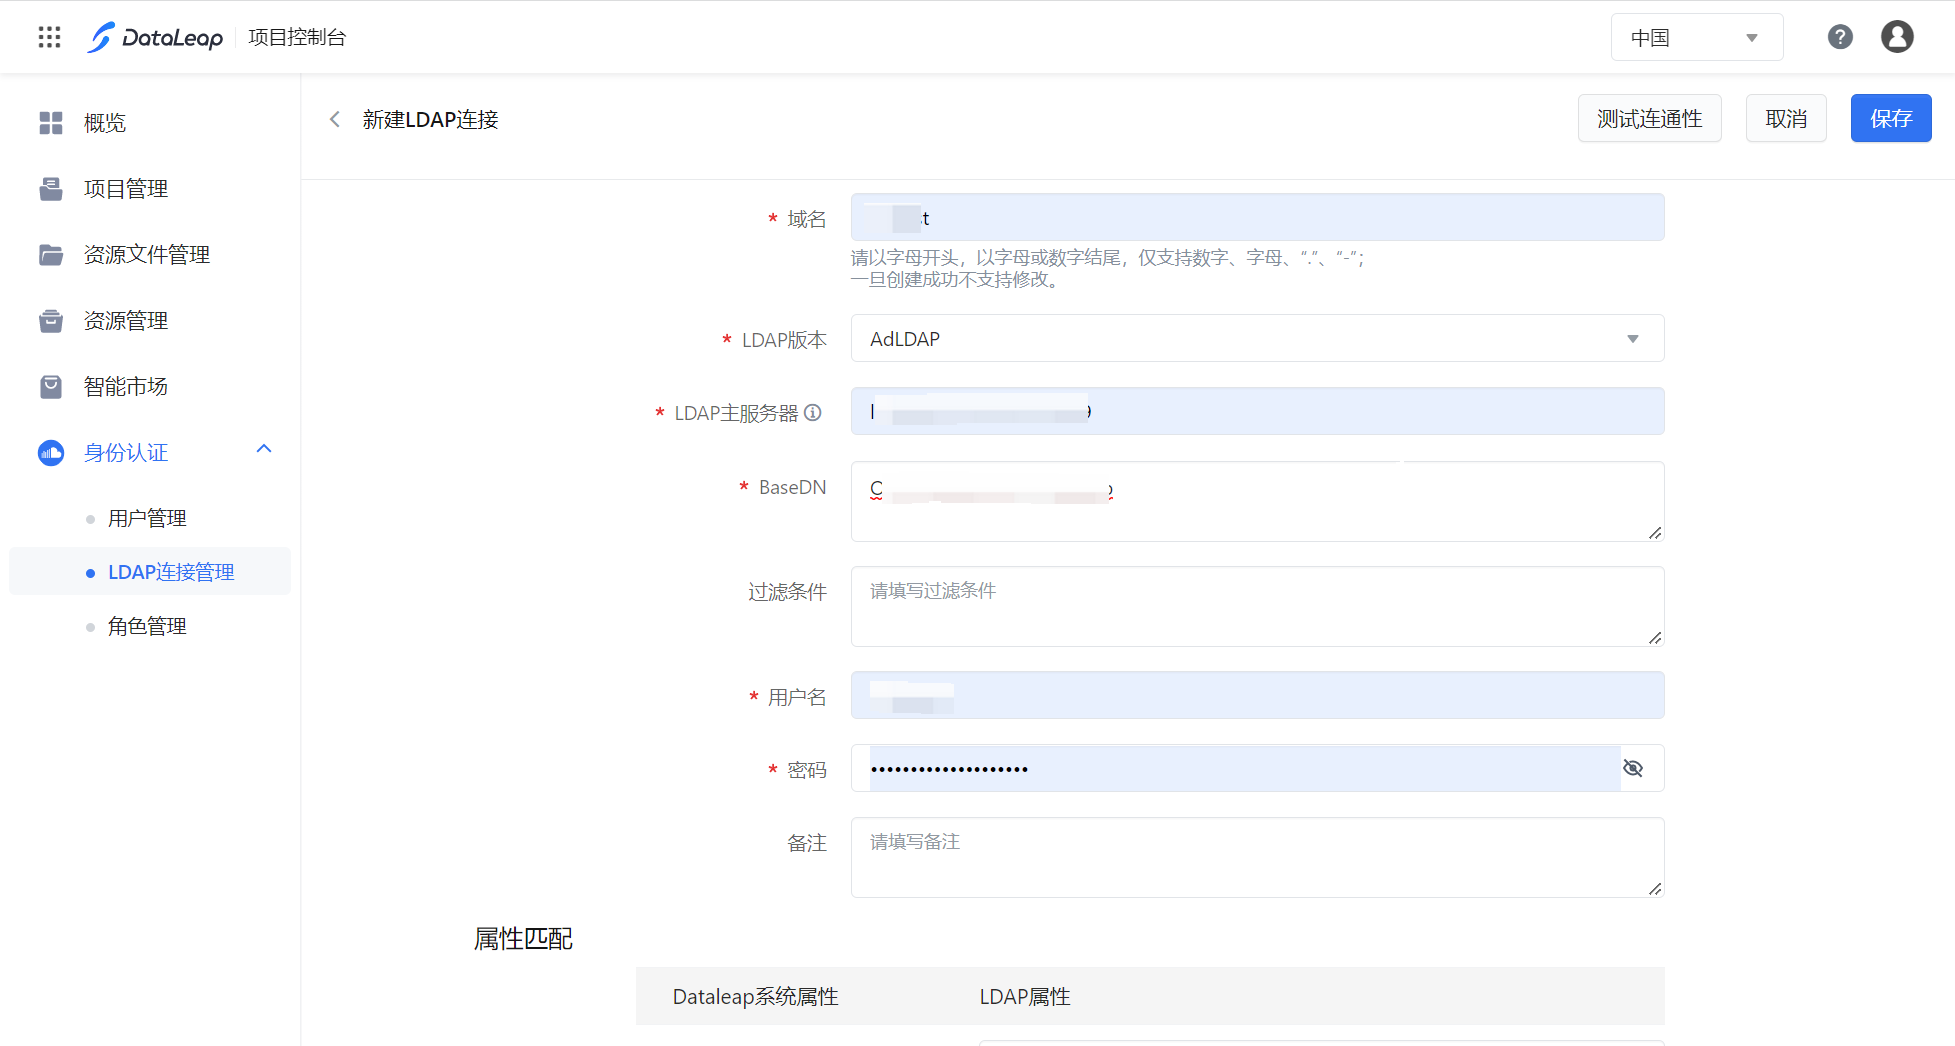 DataLeap 项目控制台
中国
概览
项目管理
资源文件管理
资源管理
智能市场
身份认证
用户管理
LDAP连接管理
角色管理
新建LDAP连接
测试连通性
取消
保存
* 域名
请以字母开头，以字母或数字结尾，仅支持数字、字母、“.”、“-”；
一旦创建成功不支持修改。
* LDAP版本 AdLDAP
* LDAP主服务器
* BaseDN
过滤条件 请填写过滤条件
* 用户名
* 密码 ••••••••••••••••••••
备注 请填写备注
属性匹配
Dataleap系统属性 LDAP属性